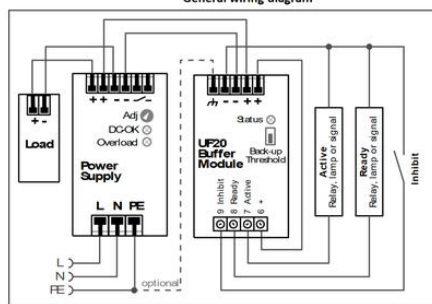 General wiring diagram
+ + - -
+ + - -
- - + +
Adj
DC-OK
Overload
Load
Power
Supply
L N PE
Status
UF20
Buffer
Module
Back-up
Threshold
9 Inhibit
8 Ready
7 Active
6 +
Active
Relay, lamp or signal
Ready
Relay, lamp or signal
Inhibit
L
N
PE
optional